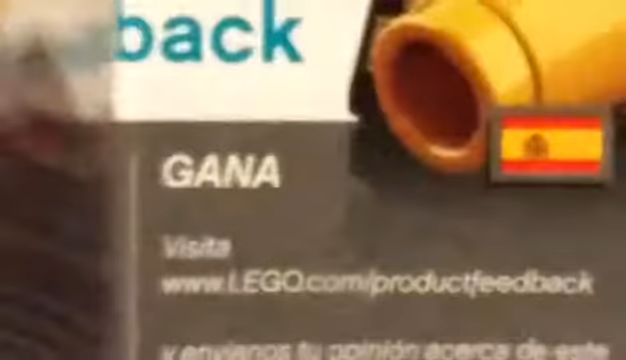 back
GANA
Visita
www.LEGO.com/productfeedback
y envíanos tu opinión acerca de este